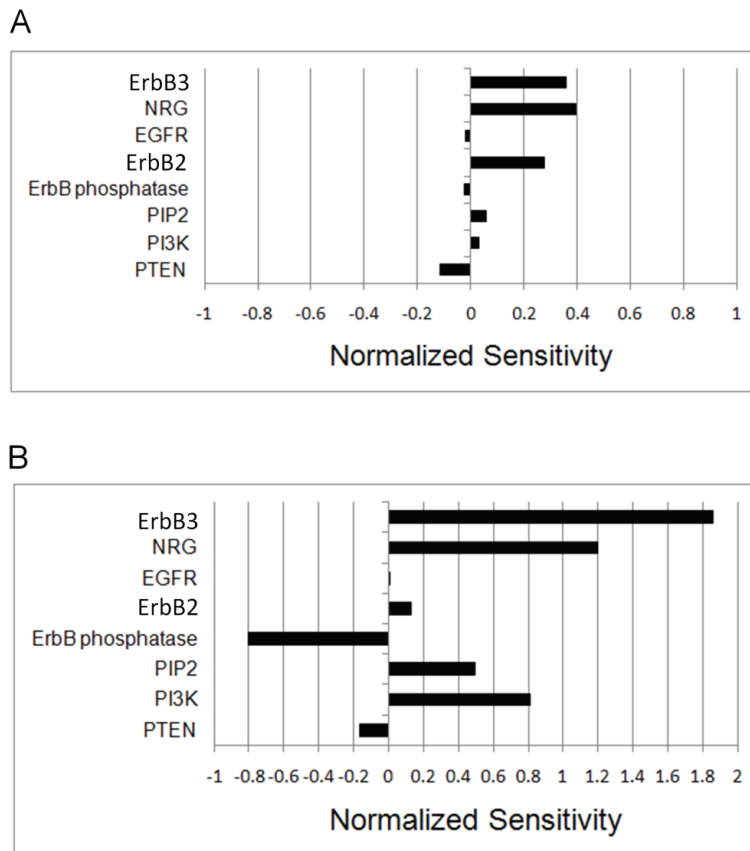 A
ErbB3
NRG
EGFR
ErbB2
ErbB phosphatase
PIP2
PI3K
PTEN
-1 -0.8 -0.6 -0.4 -0.2 0 0.2 0.4 0.6 0.8 1
Normalized Sensitivity
B
ErbB3
NRG
EGFR
ErbB2
ErbB phosphatase
PIP2
PI3K
PTEN
-1 -0.8 -0.6 -0.4 -0.2 0 0.2 0.4 0.6 0.8 1 1.2 1.4 1.6 1.8 2
Normalized Sensitivity